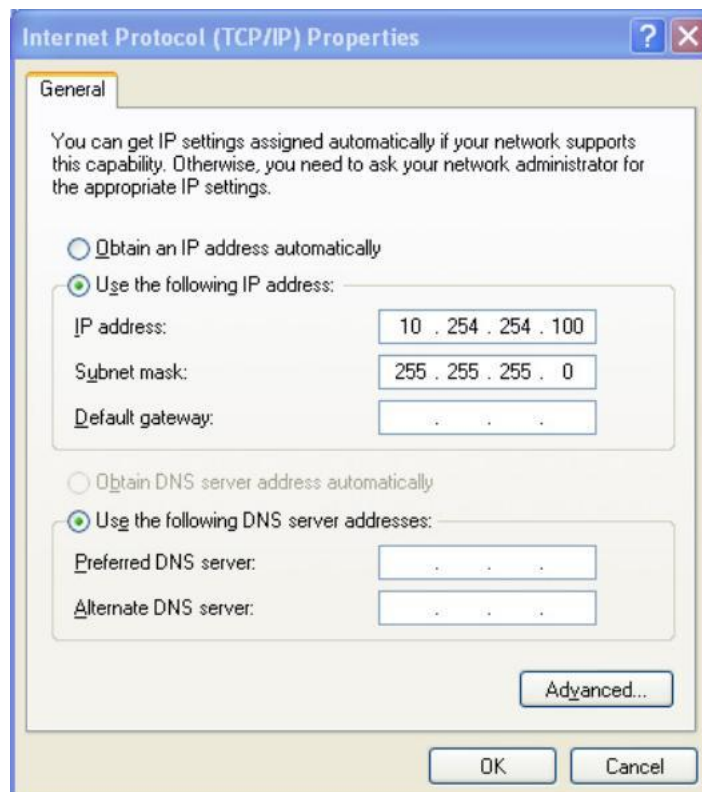 Internet Protocol (TCP/IP) Properties
General
You can get IP settings assigned automatically if your network supports
this capability. Otherwise, you need to ask your network administrator for
the appropriate IP settings.
Obtain an IP address automatically
Use the following IP address:
IP address: 10 . 254 . 254 . 100
Subnet mask: 255 . 255 . 255 . 0
Default gateway: . . .
Obtain DNS server address automatically
Use the following DNS server addresses:
Preferred DNS server: . . .
Alternate DNS server: . . .
Advanced...
OK Cancel